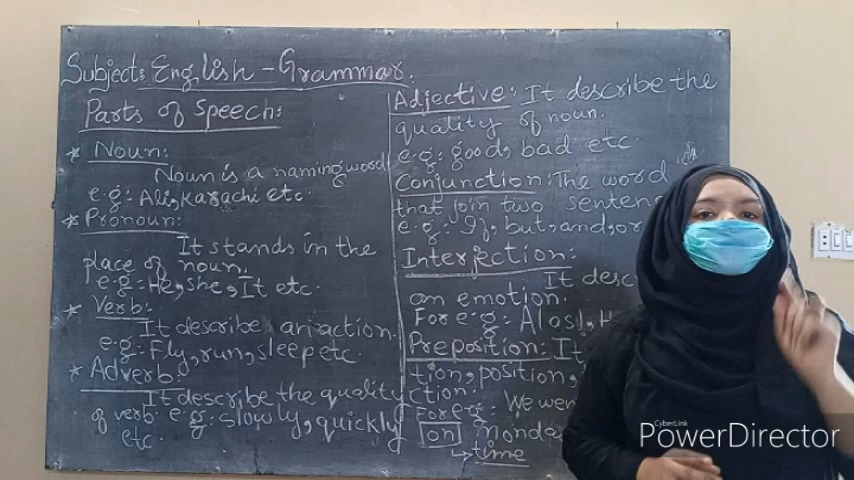 Subject: English - Grammar.
Parts of Speech:
* Noun:
Noun is a naming word
e.g: Ali, Karachi etc.
* Pronoun:
It stands in the
place of noun.
e.g: He, she, It etc.
* Verb:
It describe an action.
e.g: Fly, run, sleep etc.
* Adverb:
It describe the quality
of verb. e.g: slowly, quickly
etc.
Adjective: It describe the
quality of noun.
e.g: good, bad etc.
Conjunction: The word
that join two senten
e.g: If, but, and, or
Interjection:
It desc
an emotion.
For e.g: Alas!, H
Preposition: It
tion, position,
ction.
For e.g: We wen
on monda
→ time
CyberLink
PowerDirector